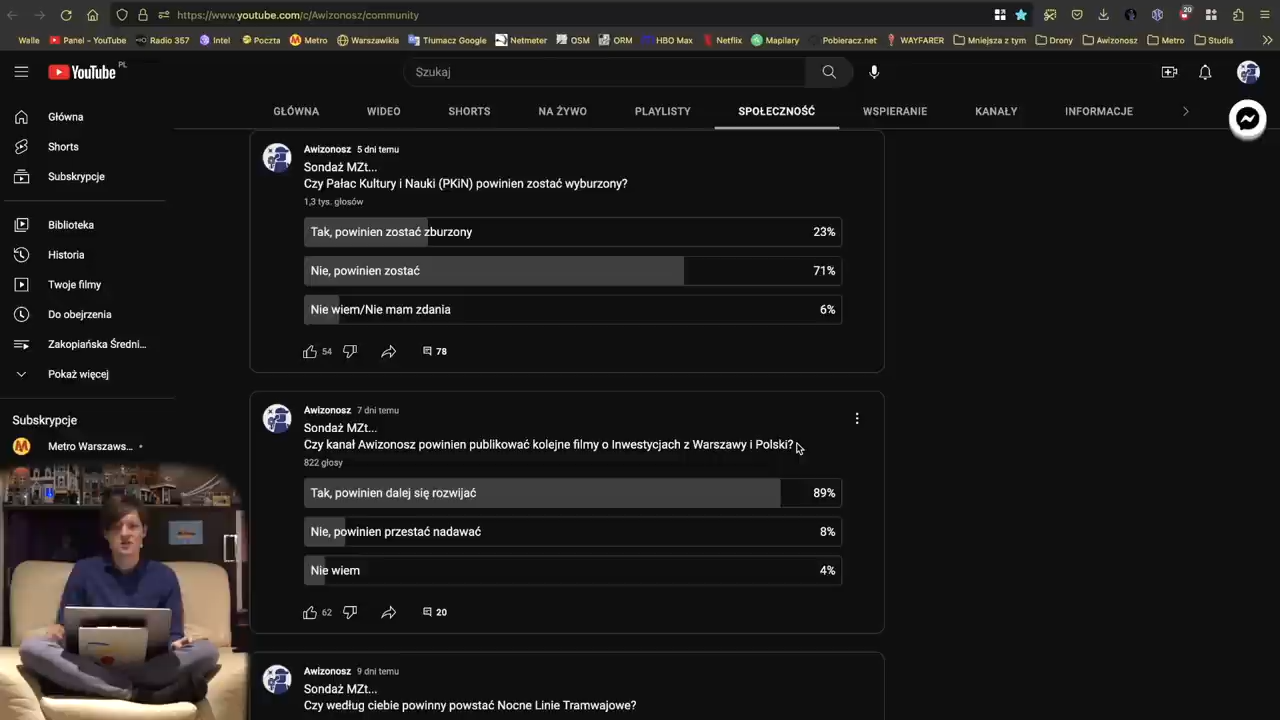 https://www.youtube.com/c/Awizonosz/community
20
Walle
Panel – YouTube
Radio 357
Intel
Poczta
Metro
Warszawikia
Tłumacz Google
Netmeter
OSM
ORM
HBO Max
Netflix
Mapilary
Pobieracz.net
WAYFARER
Mniejsza z tym
Drony
Awizonosz
Metro
Studia
YouTube PL
Szukaj
GŁÓWNA
WIDEO
SHORTS
NA ŻYWO
PLAYLISTY
SPOŁECZNOŚĆ
WSPIERANIE
KANAŁY
INFORMACJE
Główna
Shorts
Subskrypcje
Biblioteka
Historia
Twoje filmy
Do obejrzenia
Zakopiańska Średni...
Pokaż więcej
Subskrypcje
Metro Warszaws...
Awizonosz 5 dni temu
Sondaż MZt...
Czy Pałac Kultury i Nauki (PKiN) powinien zostać wyburzony?
1,3 tys. głosów
Tak, powinien zostać zburzony 23%
Nie, powinien zostać 71%
Nie wiem/Nie mam zdania 6%
54 78
Awizonosz 7 dni temu
Sondaż MZt...
Czy kanał Awizonosz powinien publikować kolejne filmy o Inwestycjach z Warszawy i Polski?
822 głosy
Tak, powinien dalej się rozwijać 89%
Nie, powinien przestać nadawać 8%
Nie wiem 4%
62 20
Awizonosz 9 dni temu
Sondaż MZt...
Czy według ciebie powinny powstać Nocne Linie Tramwajowe?